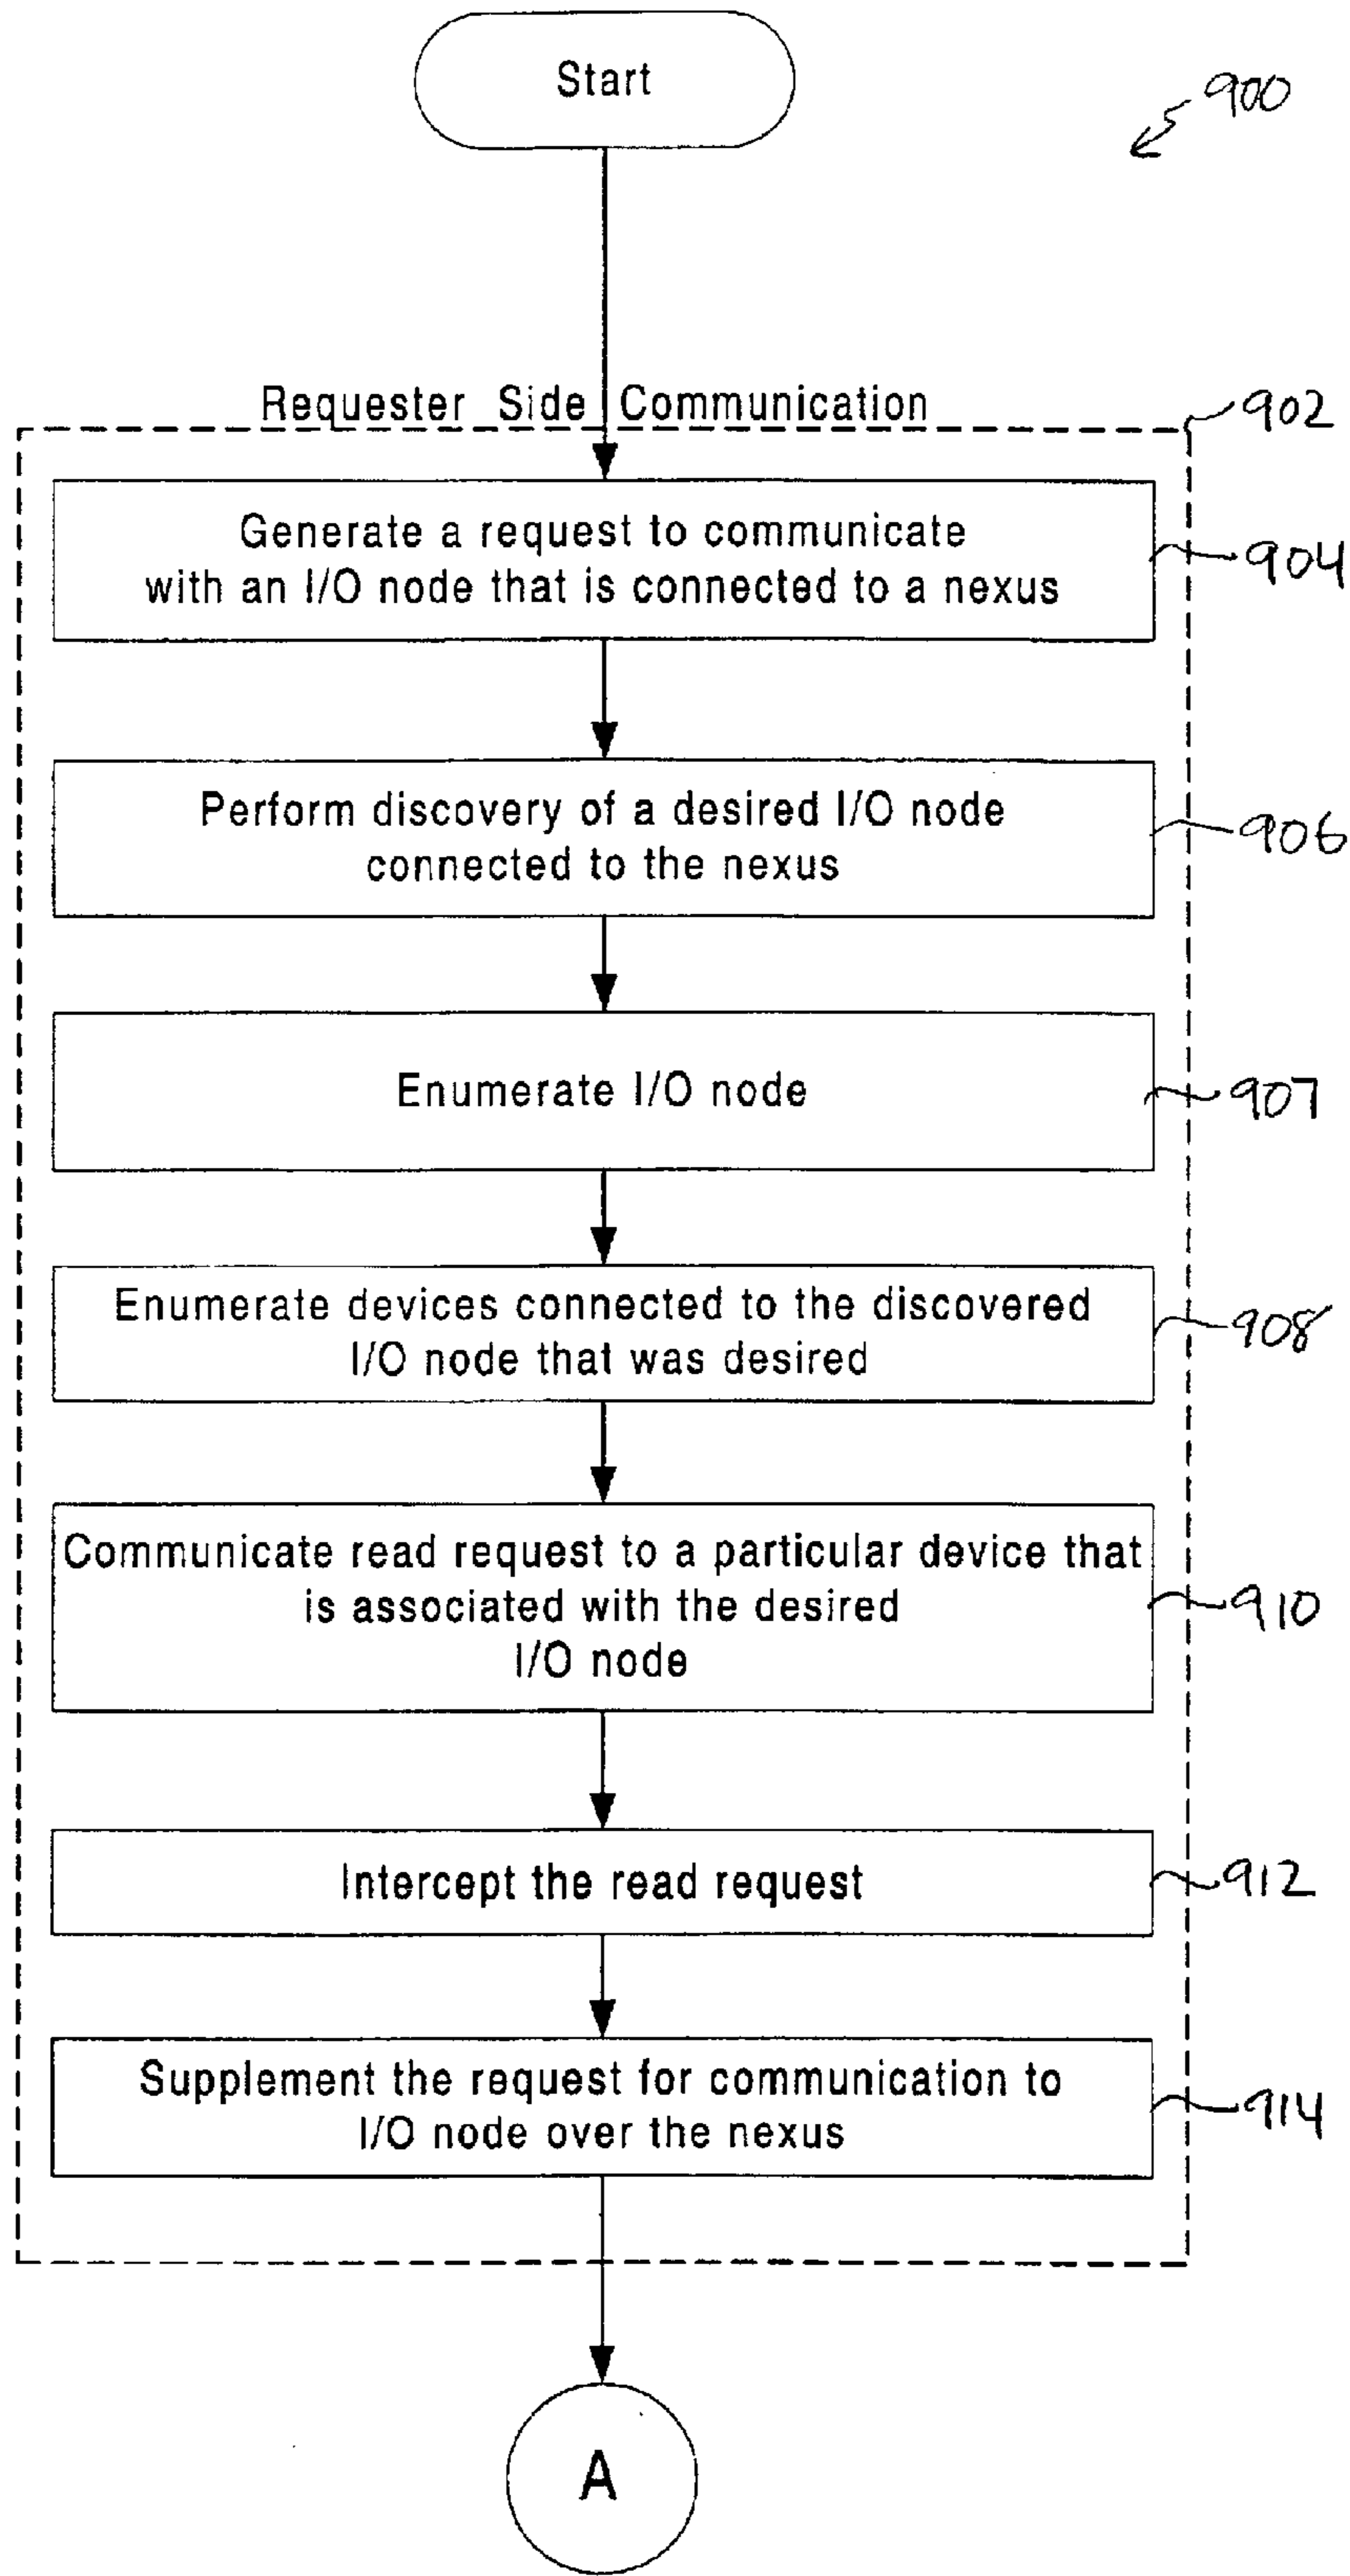 Start
900
Requester Side Communication
902
Generate a request to communicate
with an I/O node that is connected to a nexus
904
Perform discovery of a desired I/O node
connected to the nexus
906
Enumerate I/O node
907
Enumerate devices connected to the discovered
I/O node that was desired
908
Communicate read request to a particular device that
is associated with the desired
I/O node
910
Intercept the read request
912
Supplement the request for communication to
I/O node over the nexus
914
A